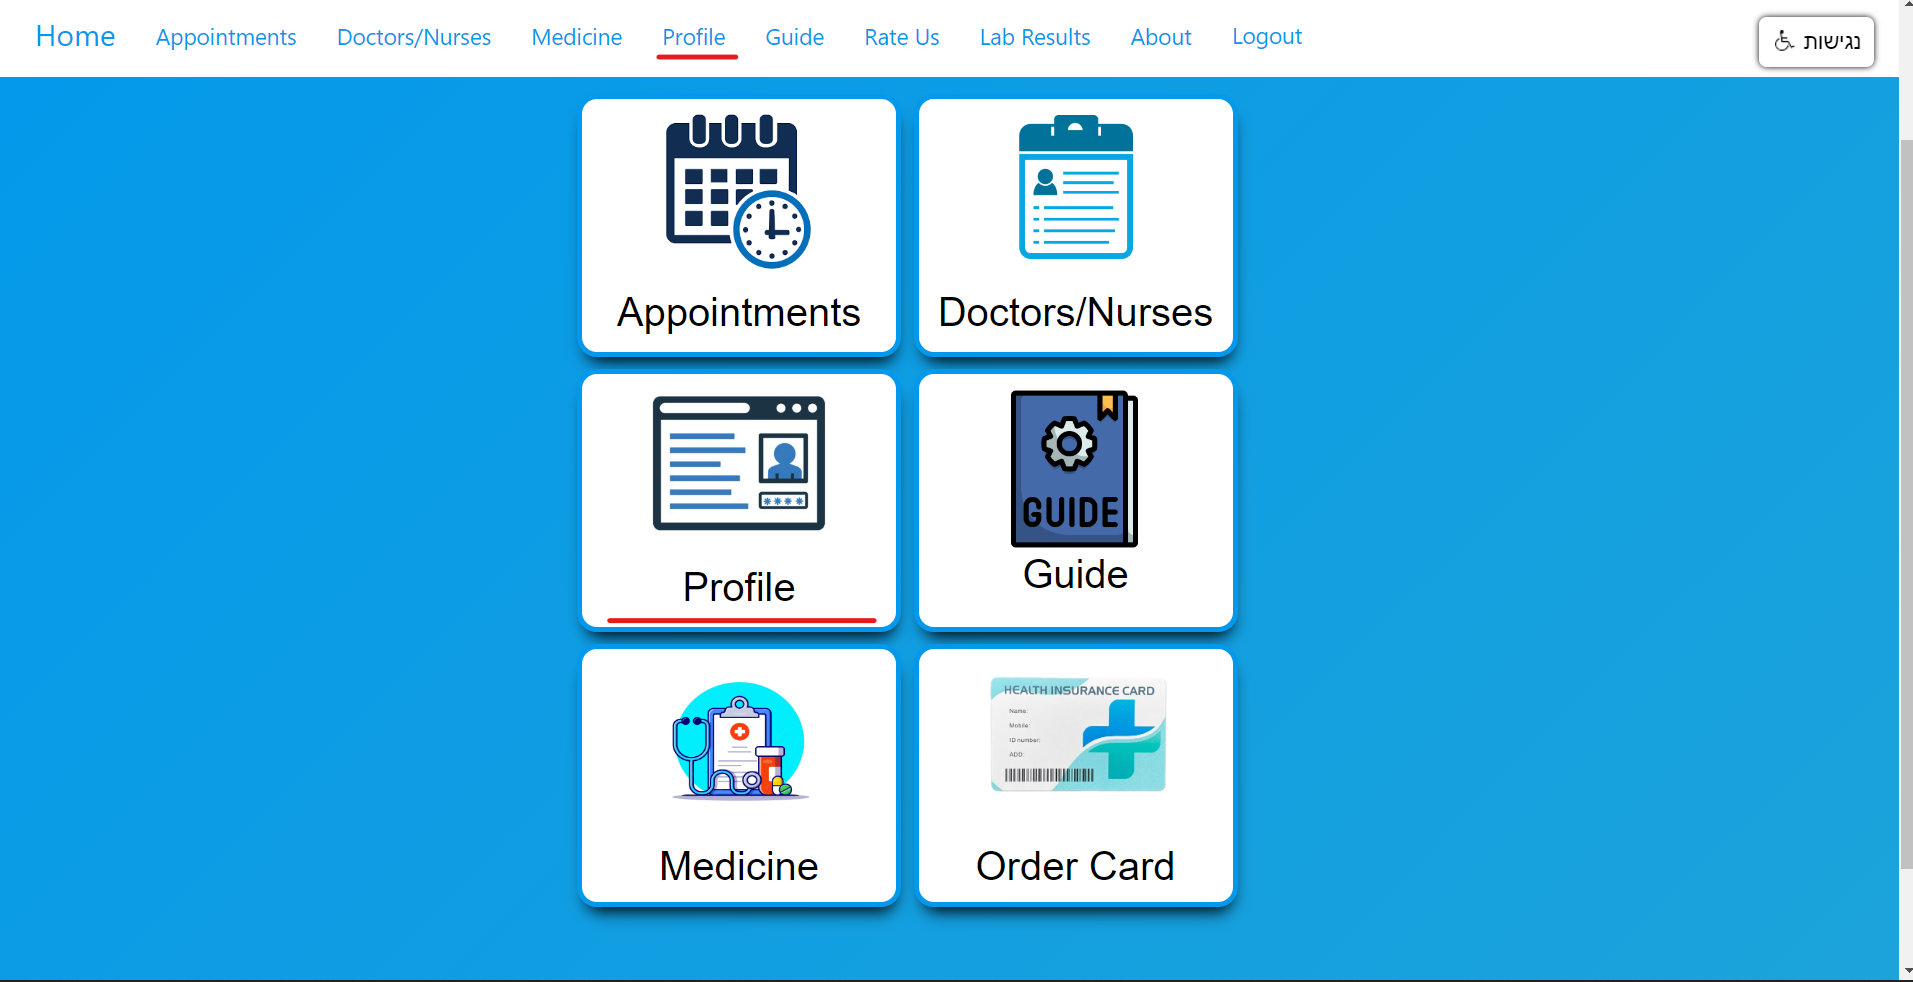 Home Appointments Doctors/Nurses Medicine Profile Guide Rate Us Lab Results About Logout נגישות
Appointments Doctors/Nurses
GUIDE
Profile Guide
HEALTH INSURANCE CARD
Name:
Mobile:
ID number:
ADD:
Medicine Order Card